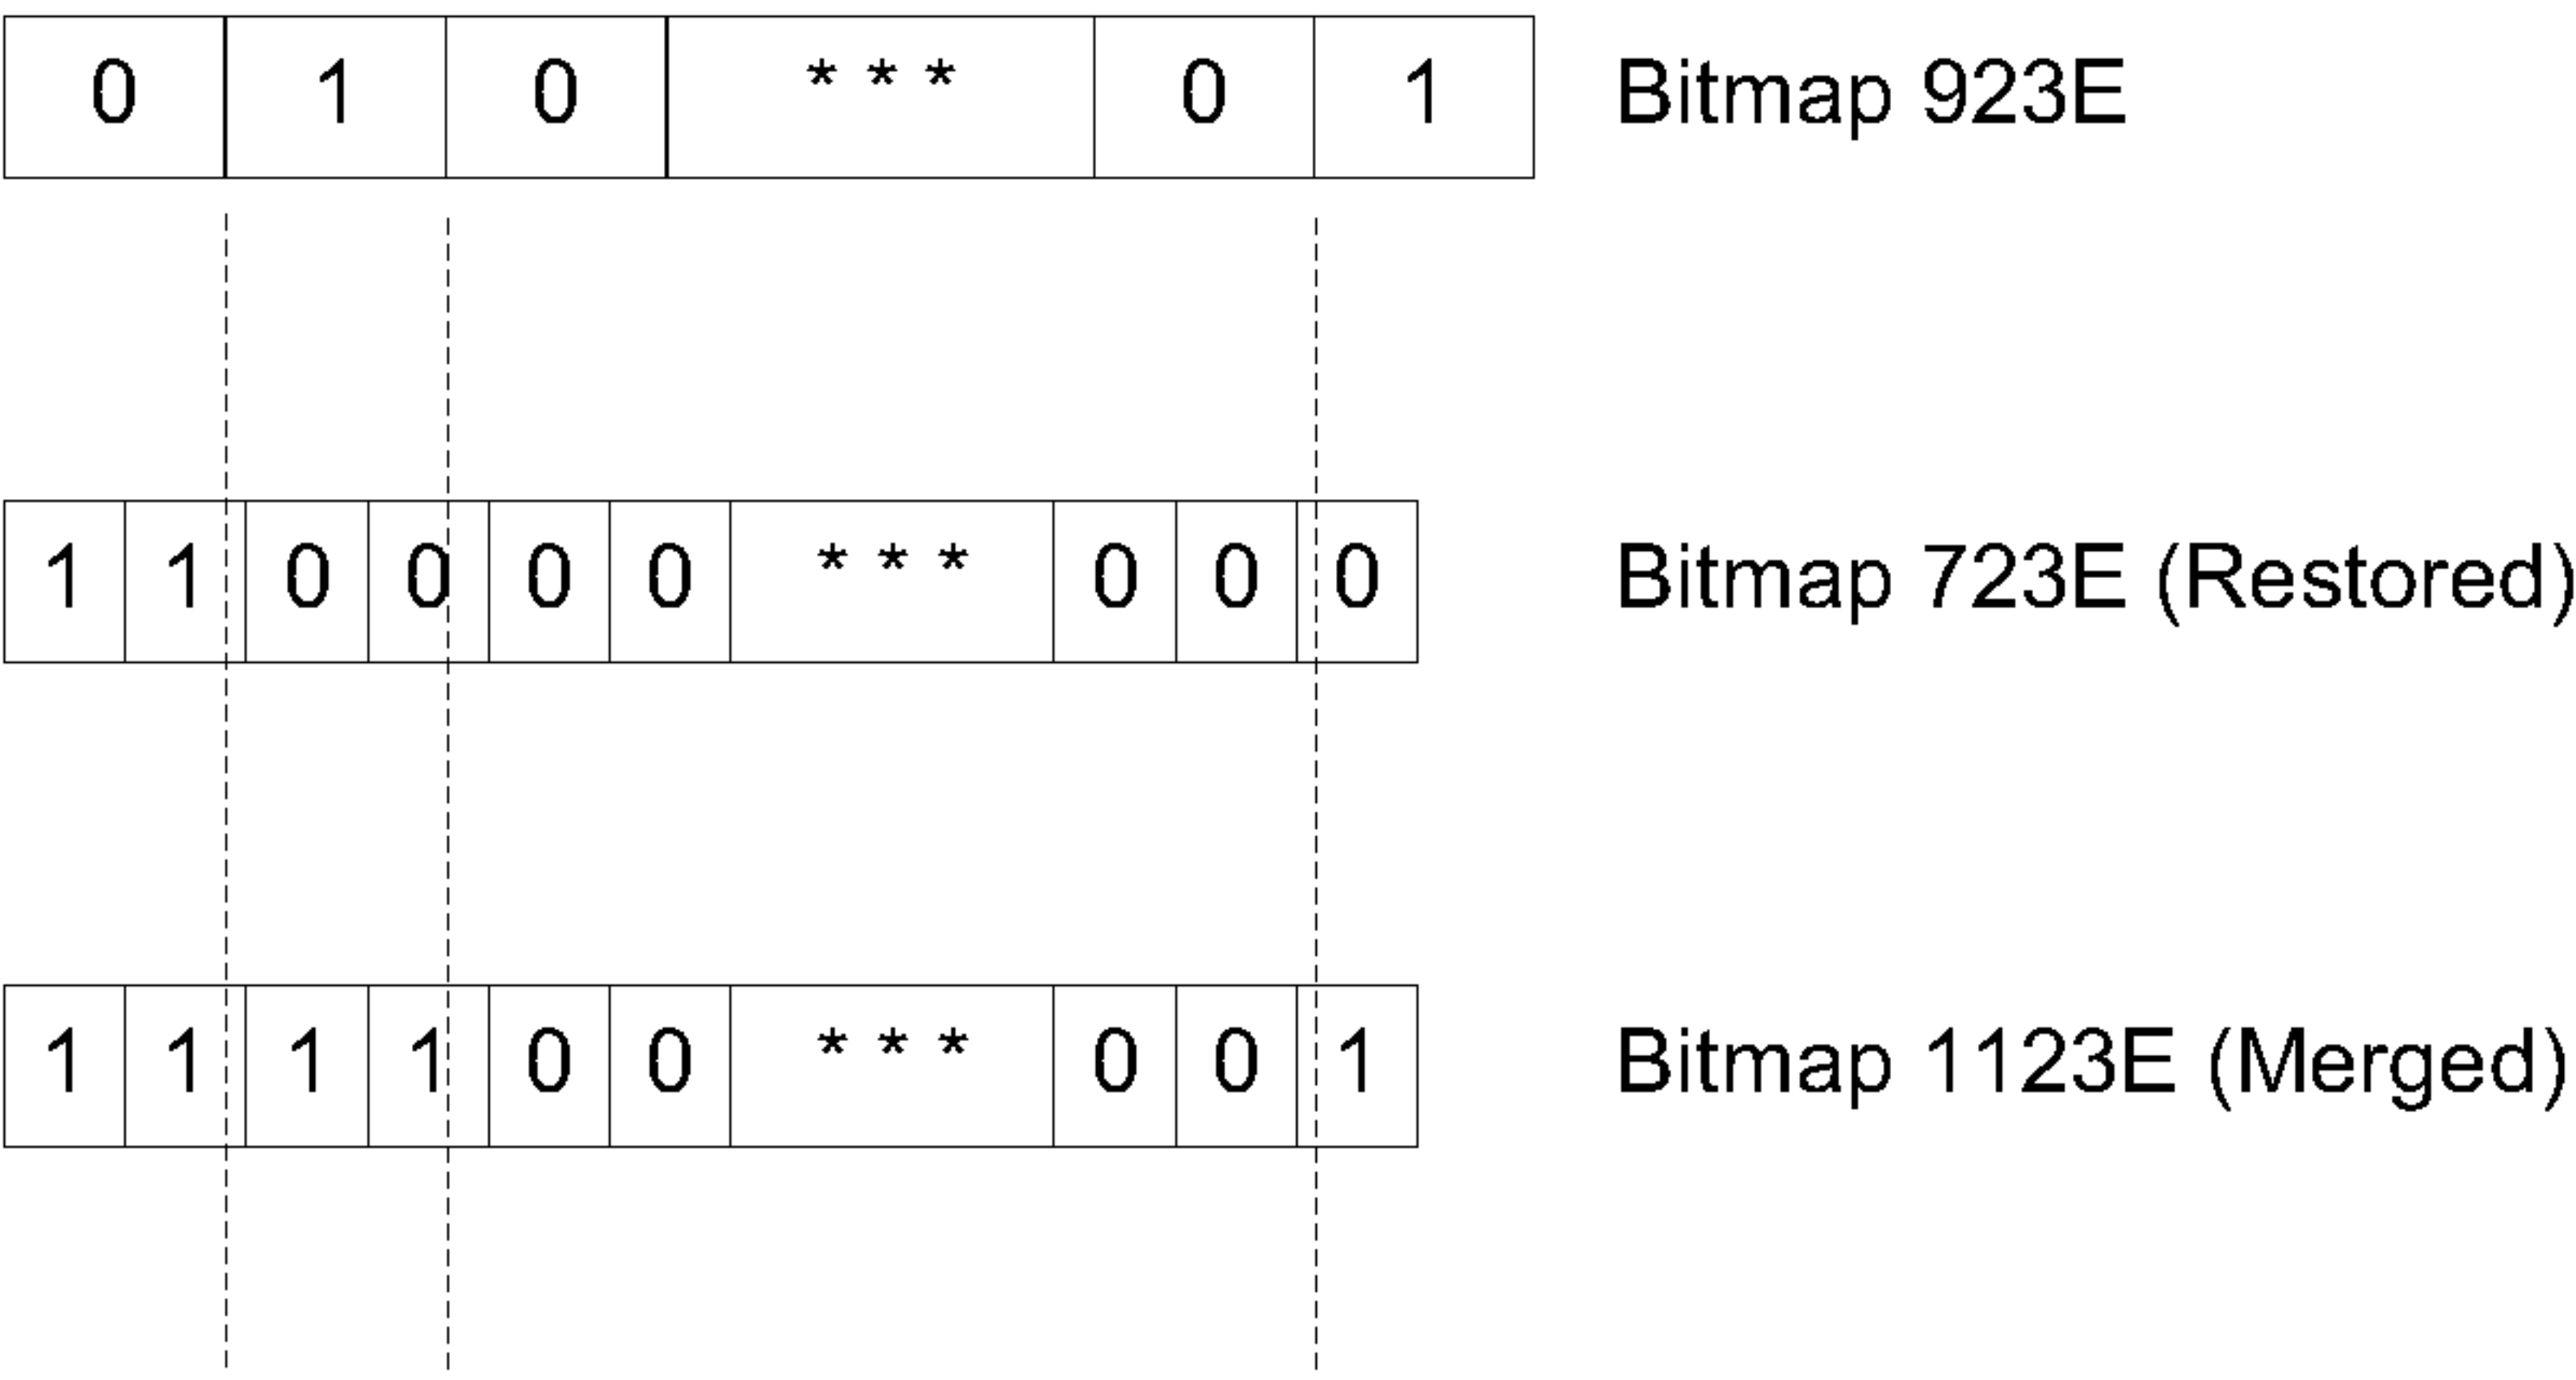 0 1 0 * * * 0 1 Bitmap 923E
1 1 0 0 0 0 * * * 0 0 0 Bitmap 723E (Restored)
1 1 1 1 0 0 * * * 0 0 1 Bitmap 1123E (Merged)